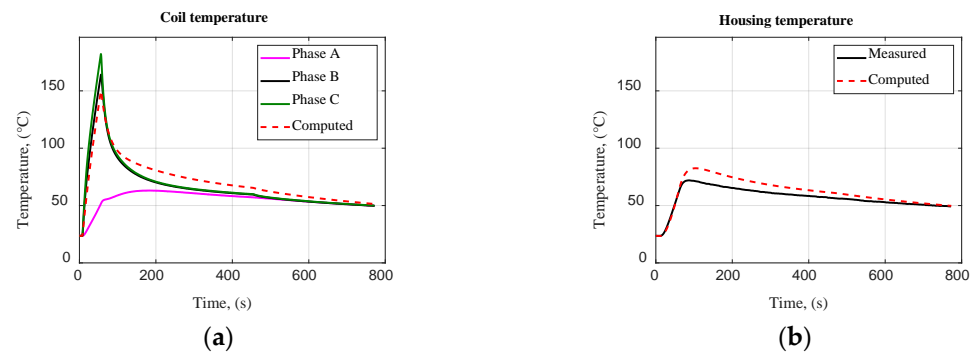 Coil temperature
150
100
50
0
0 200 400 600 800
Temperature, (°C)
Time, (s)
Phase A
Phase B
Phase C
Computed
(a)
Housing temperature
150
100
50
0
0 200 400 600 800
Temperature, (°C)
Time, (s)
Measured
Computed
(b)